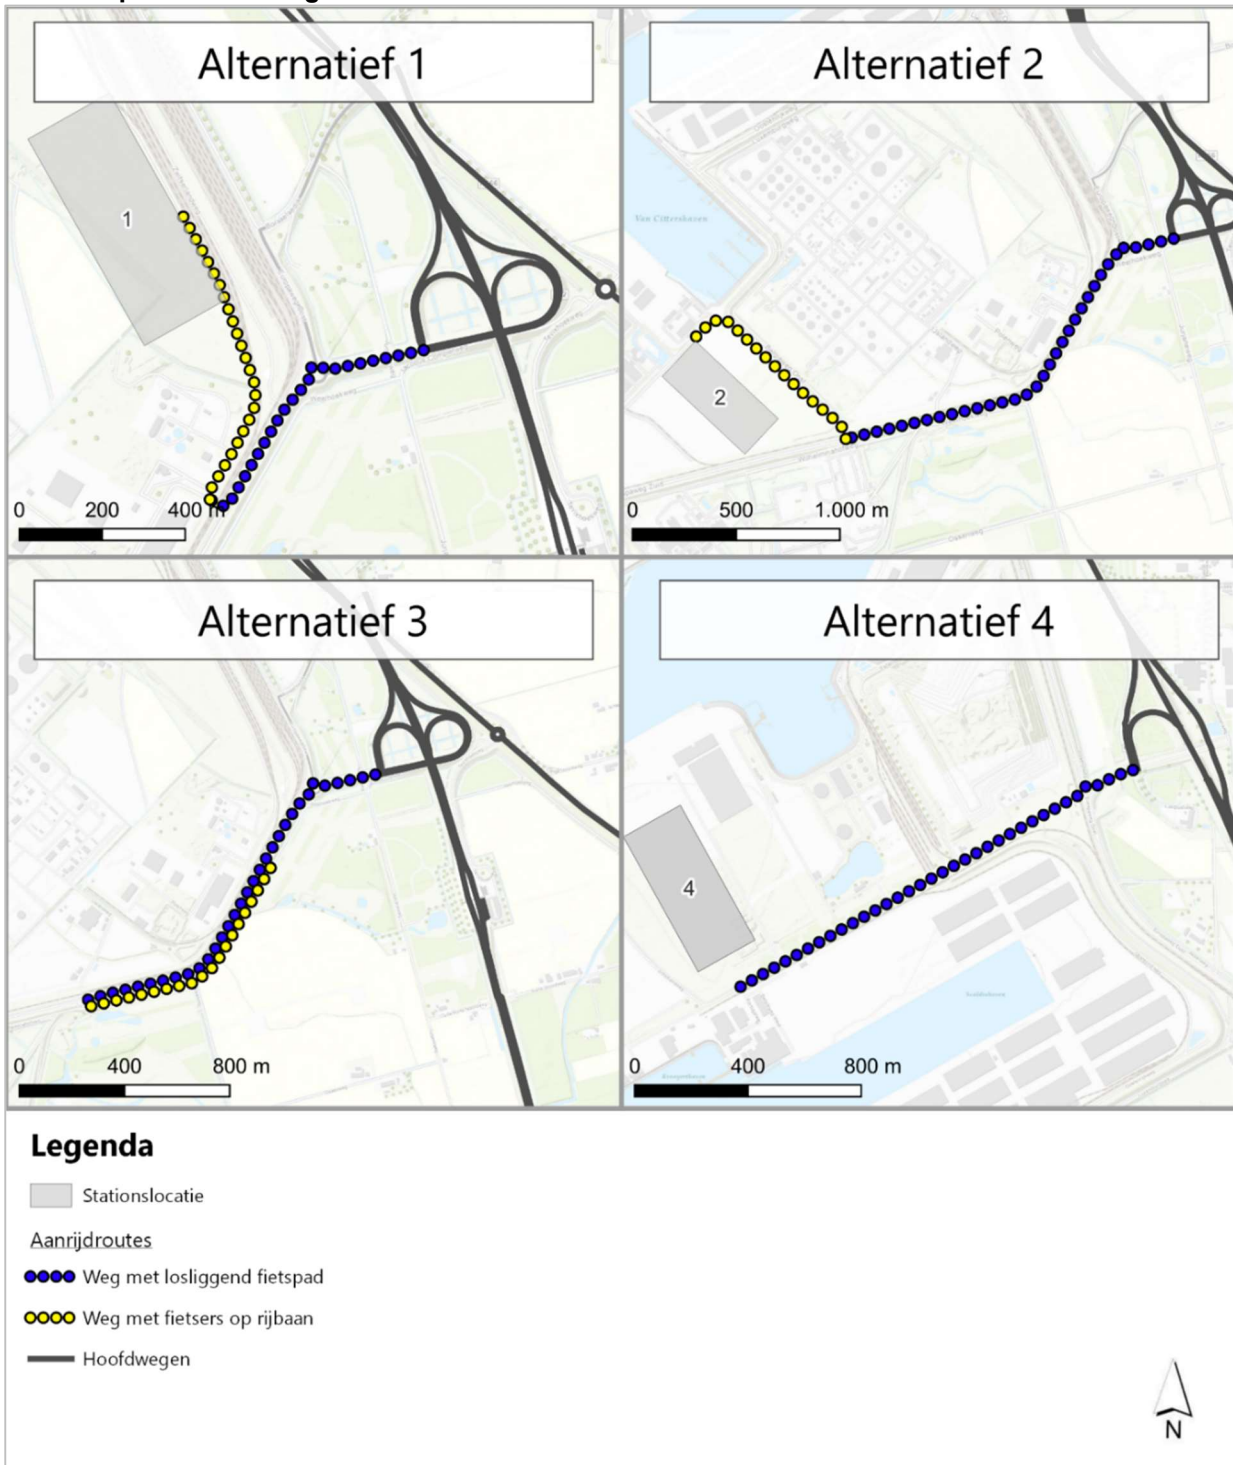 Alternatief 1
1
0 200 400 m
Alternatief 2
Van Cittershaven
2
0 500 1.000 m
Alternatief 3
0 400 800 m
Alternatief 4
4
0 400 800 m
Legenda
Stationslocatie
Aanrijdroutes
Weg met losliggend fietspad
Weg met fietsers op rijbaan
Hoofdwegen
N